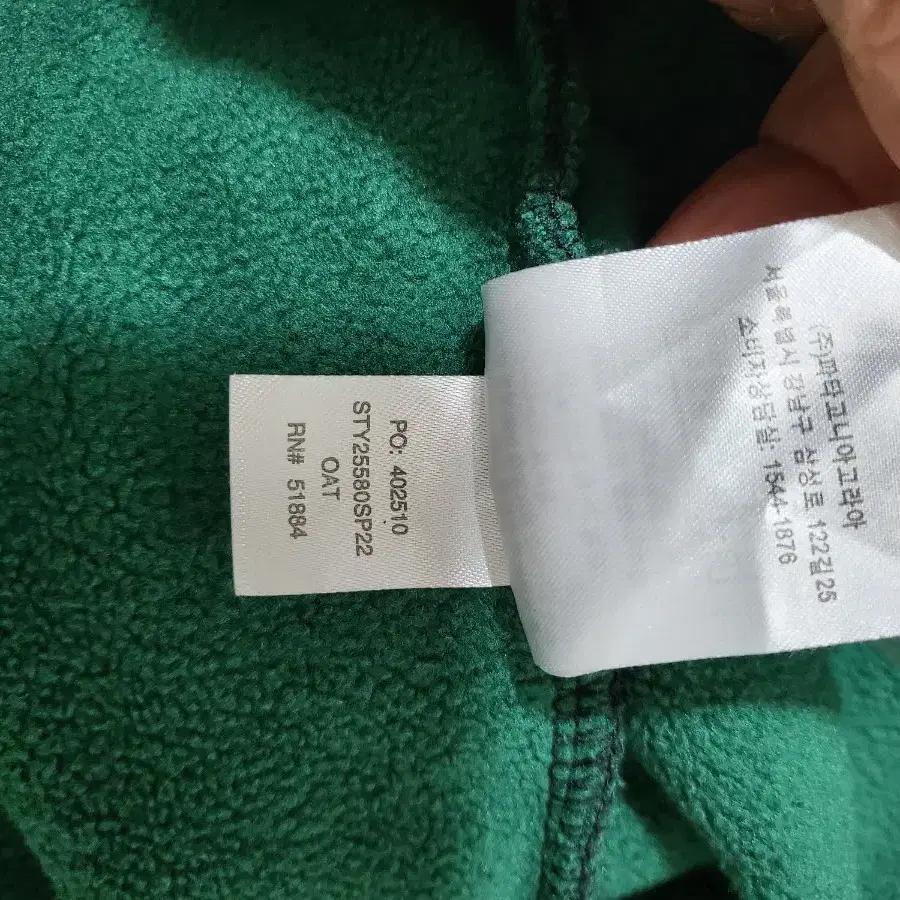 PO: 402510
STY25580SP22
OAT
RN# 51884
(주)파타고니아코리아
서울특별시 강남구 삼성로 122길 25
소비자상담실: 1544-1876